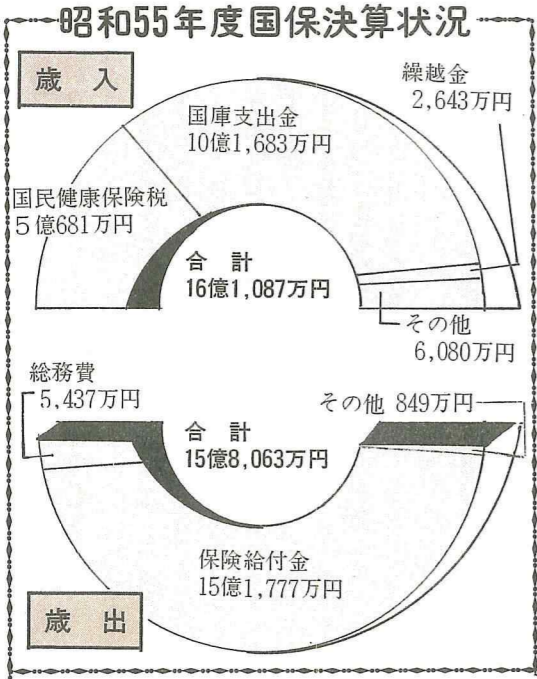 昭和55年度国保決算状況
歳入
繰越金
2,643万円
国庫支出金
10億1,683万円
国民健康保険税
5億681万円
合計
16億1,087万円
その他
6,080万円
総務費
5,437万円
その他 849万円
合計
15億8,063万円
保険給付金
15億1,777万円
歳出